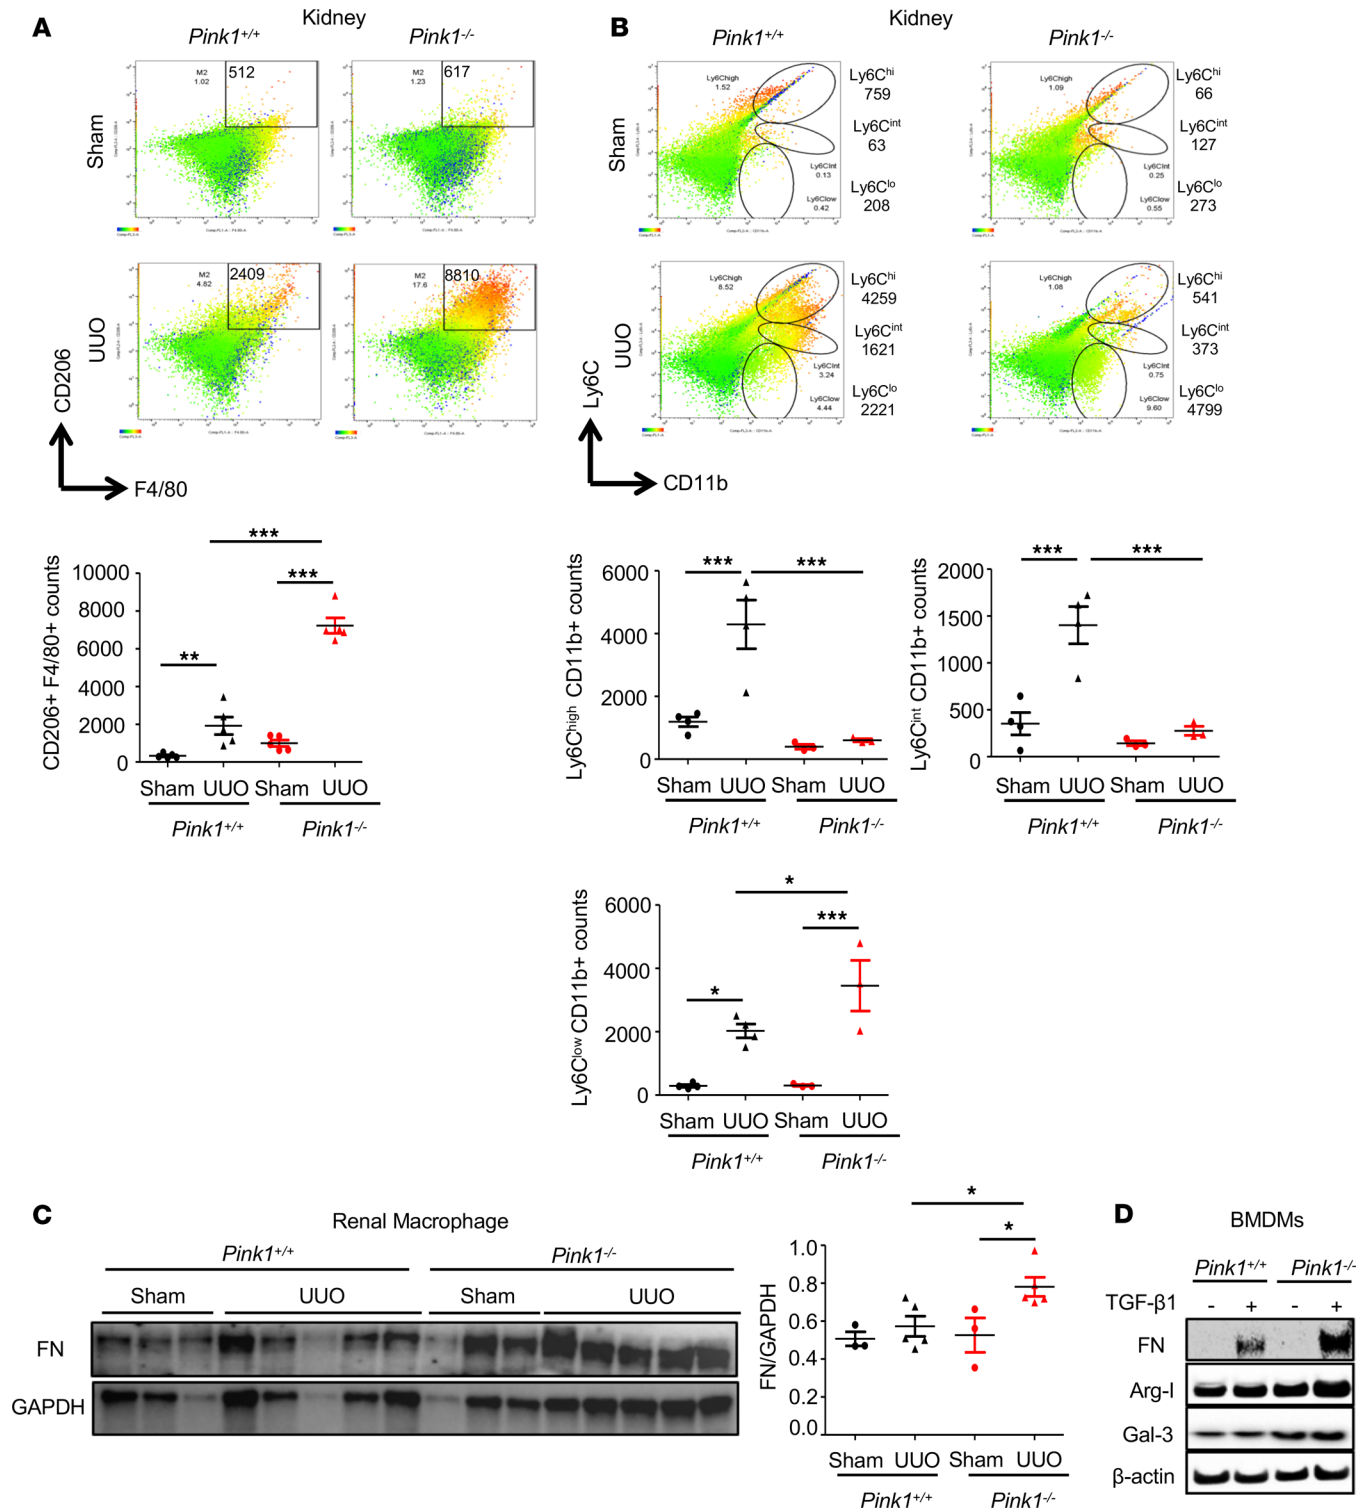 A
Kidney
Pink1+/+
Pink1-/-
Sham
M2
1.02
512
M2
1.23
617
UUO
M2
4.82
2409
M2
17.6
8810
CD206
F4/80
CD206+ F4/80+ counts
10000
8000
6000
4000
2000
0
**
***
***
Sham UUO Sham UUO
Pink1+/+
Pink1-/-
B
Kidney
Pink1+/+
Pink1-/-
Sham
Ly6Chigh
1.52
Ly6CInt
0.13
Ly6Clow
0.42
Ly6Chi
759
Ly6Cint
63
Ly6Clo
208
Ly6Chigh
1.09
Ly6CInt
0.25
Ly6Clow
0.55
Ly6Chi
66
Ly6Cint
127
Ly6Clo
273
UUO
Ly6Chigh
8.52
Ly6CInt
3.24
Ly6Clow
4.44
Ly6Chi
4259
Ly6Cint
1621
Ly6Clo
2221
Ly6Chigh
1.08
Ly6CInt
0.75
Ly6Clow
9.60
Ly6Chi
541
Ly6Cint
373
Ly6Clo
4799
Ly6C
CD11b
Ly6Chigh CD11b+ counts
6000
4000
2000
0
***
***
Sham UUO Sham UUO
Pink1+/+
Pink1-/-
Ly6Cint CD11b+ counts
2000
1500
1000
500
0
***
***
Sham UUO Sham UUO
Pink1+/+
Pink1-/-
Ly6Clow CD11b+ counts
6000
4000
2000
0
*
***
*
Sham UUO Sham UUO
Pink1+/+
Pink1-/-
C
Renal Macrophage
Pink1+/+
Pink1-/-
Sham
UUO
Sham
UUO
FN
GAPDH
FN/GAPDH
1.0
0.8
0.6
0.4
0.2
0.0
*
*
Sham UUO Sham UUO
Pink1+/+
Pink1-/-
D
BMDMs
Pink1+/+
Pink1-/-
TGF-β1 - + - +
FN
Arg-I
Gal-3
β-actin